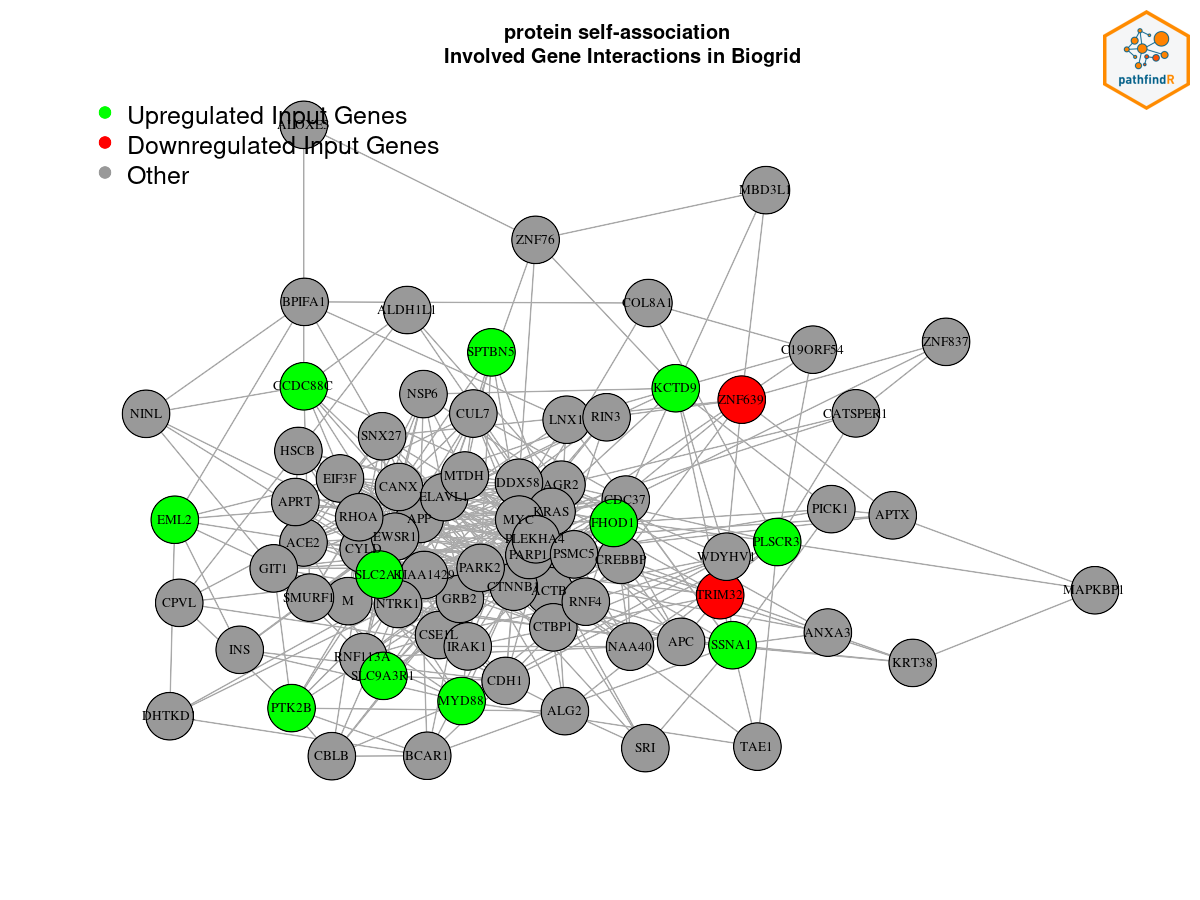 protein self-association
Involved Gene Interactions in Biogrid
pathfindR
Upregulated Input Genes
Downregulated Input Genes
Other
MBD3L1
ZNF76
BPIFA1
ALDH1L1
COL8A1
C19ORF54
ZNF837
SPTBN5
CCDC88C
NSP6
KCTD9
ZNF639
NINL
CUL7
LNX1
RIN3
CATSPER1
SNX27
HSCB
EIF3F
CANX
MTDH
DDX58
AGR2
CDC37
APRT
ELAVL1
EML2
RHOA
APP
MYC
KRAS
FHOD1
PICK1
APTX
ACE2
CYLD
EWSR1
PLEKHA4
PARP1
PSMC5
CREBBP
WDYHV1
PLSCR3
GIT1
KIAA1429
PARK2
CTNNB1
ACTB
MAPKBP1
CPVL
SMURF1
M
NTRK1
GRB2
RNF4
TRIM32
INS
CSE1L
IRAK1
CTBP1
NAA40
APC
SSNA1
ANXA3
RNF113A
SLC9A3R1
CDH1
KRT38
DHTKD1
PTK2B
MYD88
ALG2
CBLB
BCAR1
SRI
TAE1